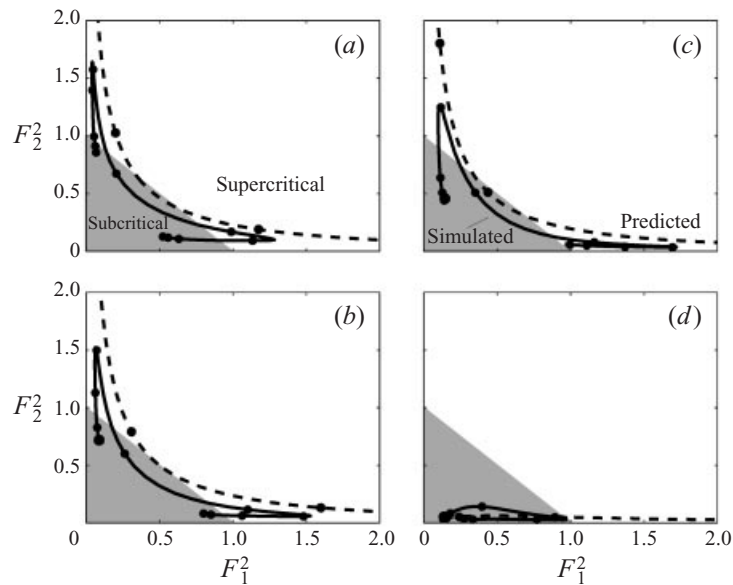 2.0
(a)
(c)
1.5
F₂² 1.0
Supercritical
0.5
Predicted
Subcritical
Simulated
0
2.0
(b)
(d)
1.5
F₂² 1.0
0.5
0 0.5 1.0 1.5 2.0 0 0.5 1.0 1.5 2.0
F₁² F₁²